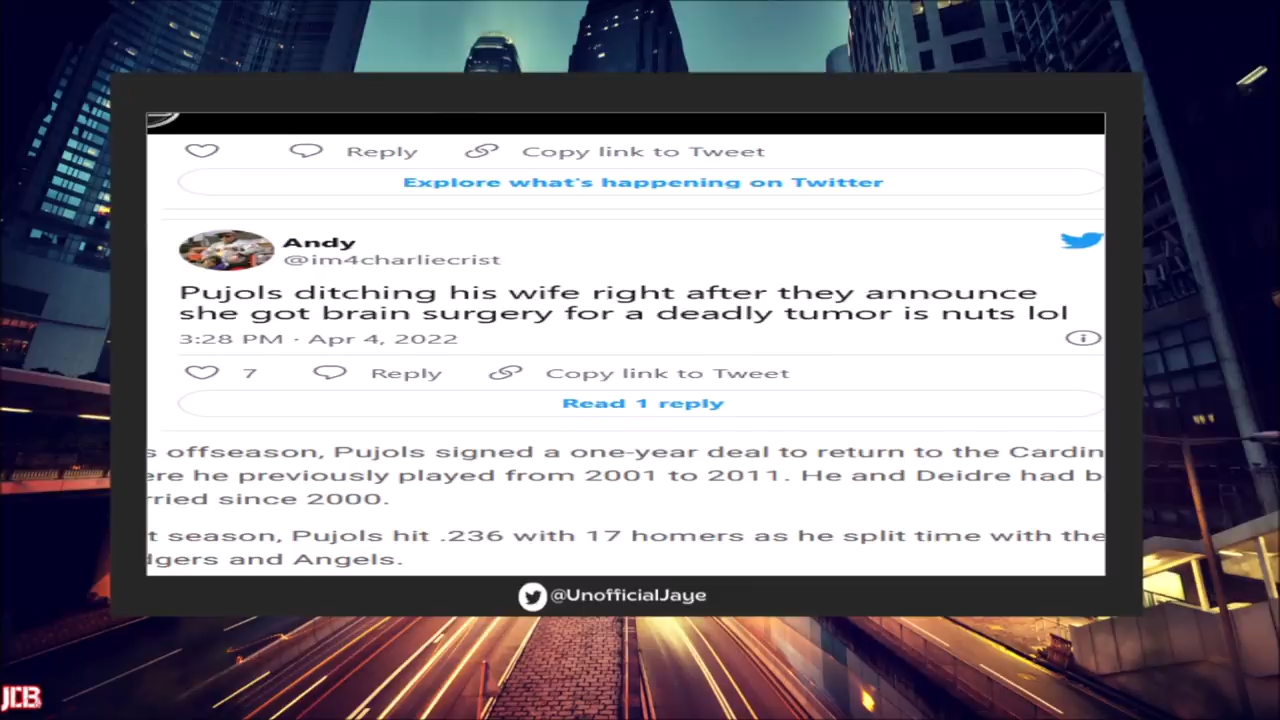 Reply Copy link to Tweet
Explore what's happening on Twitter
Andy
@im4charliecrist
Pujols ditching his wife right after they announce
she got brain surgery for a deadly tumor is nuts lol
3:28 PM · Apr 4, 2022
7 Reply Copy link to Tweet
Read 1 reply
s offseason, Pujols signed a one-year deal to return to the Cardin
ere he previously played from 2001 to 2011. He and Deidre had b
rried since 2000.
t season, Pujols hit .236 with 17 homers as he split time with the
dgers and Angels.
@UnofficialJaye
JCB